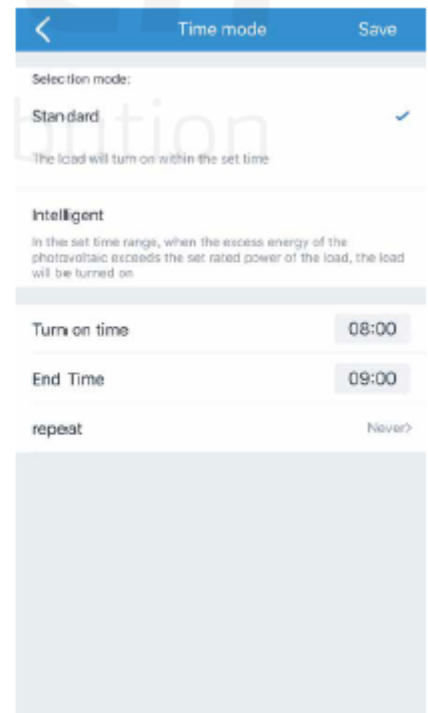 Time mode Save
Selection mode:
Standard
bution
The load will turn on within the set time
Intelligent
In the set time range, when the excess energy of the
photovoltaic exceeds the set rated power of the load, the load
will be turned on
Turn on time 08:00
End Time 09:00
repeat Never>